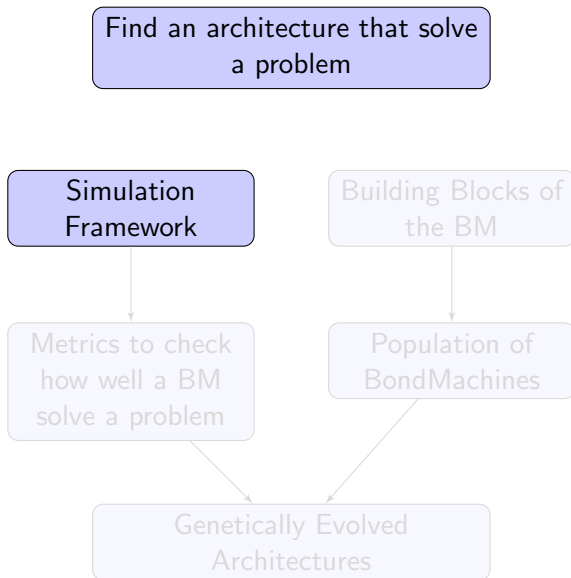 Find an architecture that solve
a problem
Simulation
Framework
Building Blocks of
the BM
Metrics to check
how well a BM
solve a problem
Population of
BondMachines
Genetically Evolved
Architectures